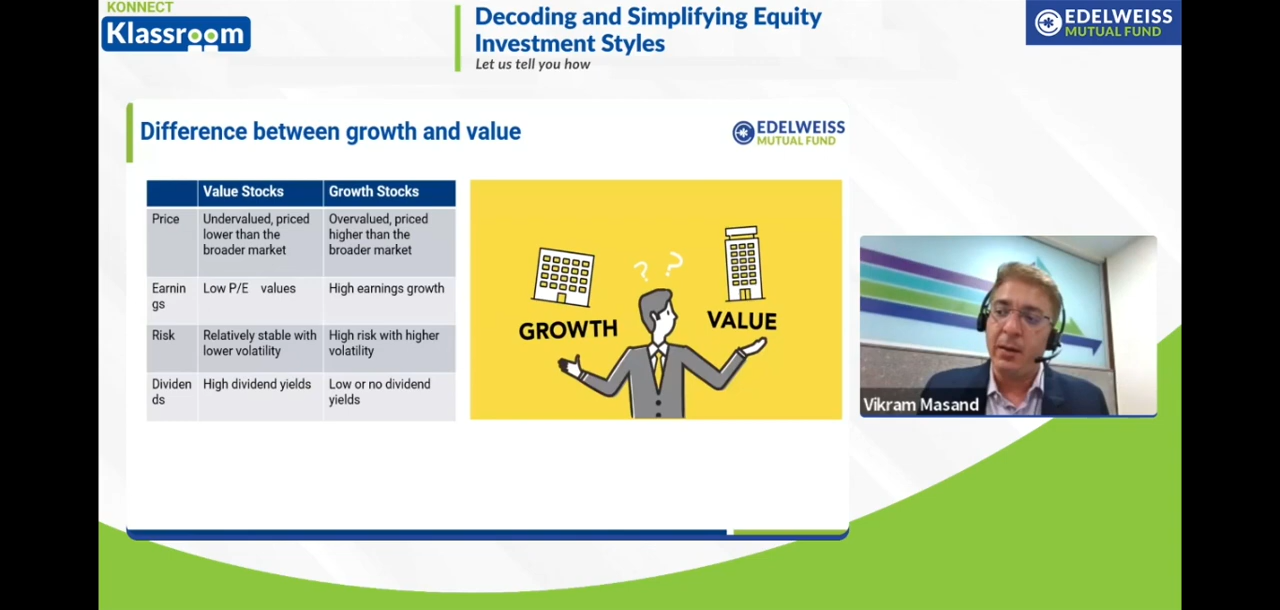 KONNECT
Klassroom
Decoding and Simplifying Equity
Investment Styles
Let us tell you how
EDELWEISS
MUTUAL FUND
Difference between growth and value
EDELWEISS
MUTUAL FUND
Value Stocks
Growth Stocks
Price
Undervalued, priced
lower than the
broader market
Overvalued, priced
higher than the
broader market
Earnin
gs
Low P/E values
High earnings growth
Risk
Relatively stable with
lower volatility
High risk with higher
volatility
Dividen
ds
High dividend yields
Low or no dividend
yields
? ?
GROWTH
VALUE
Vikram Masand